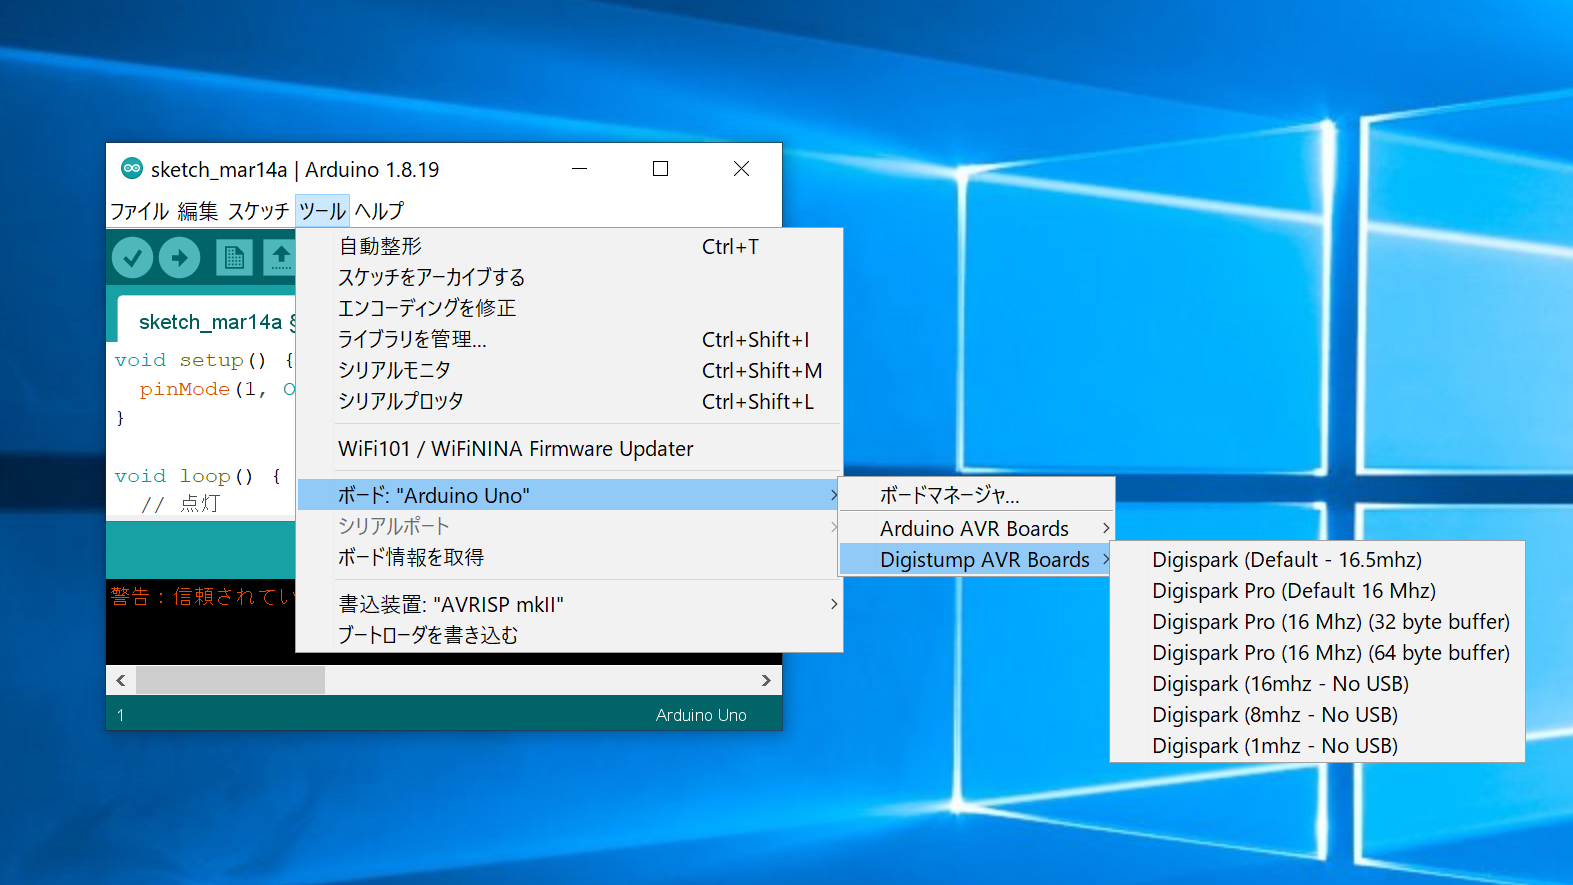 sketch_mar14a | Arduino 1.8.19
ファイル 編集 スケッチ ツール ヘルプ
sketch_mar14a §
void setup() {
pinMode(1, O
}
void loop() {
// 点灯
警告：信頼されてい
1
Arduino Uno
自動整形 Ctrl+T
スケッチをアーカイブする
エンコーディングを修正
ライブラリを管理... Ctrl+Shift+I
シリアルモニタ Ctrl+Shift+M
シリアルプロッタ Ctrl+Shift+L
WiFi101 / WiFiNINA Firmware Updater
ボード: "Arduino Uno"
シリアルポート
ボード情報を取得
書込装置: "AVRISP mkII"
ブートローダを書き込む
ボードマネージャ...
Arduino AVR Boards
Digistump AVR Boards
Digispark (Default - 16.5mhz)
Digispark Pro (Default 16 Mhz)
Digispark Pro (16 Mhz) (32 byte buffer)
Digispark Pro (16 Mhz) (64 byte buffer)
Digispark (16mhz - No USB)
Digispark (8mhz - No USB)
Digispark (1mhz - No USB)